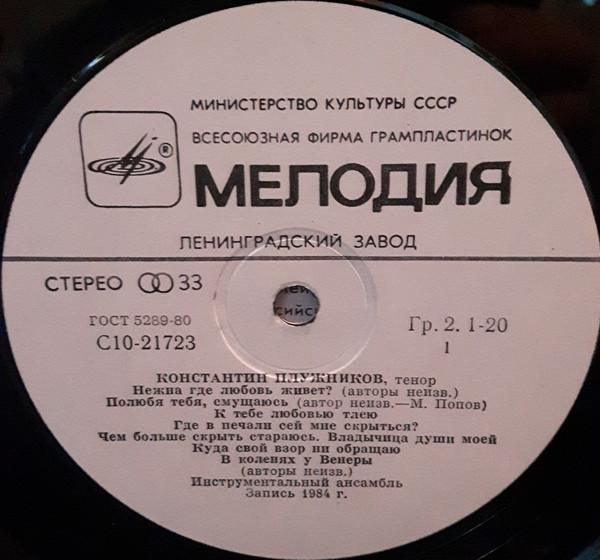 МИНИСТЕРСТВО КУЛЬТУРЫ СССР
ВСЕСОЮЗНАЯ ФИРМА ГРАМПЛАСТИНОК
®
МЕЛОДИЯ
ЛЕНИНГРАДСКИЙ ЗАВОД
СТЕРЕО 33
ГОСТ 5289-80
С10-21723
Гр. 2. 1-20
1
КОНСТАНТИН ПЛУЖНИКОВ, тенор
Нежна где любовь живет? (авторы неизв.)
Полюбя тебя, смущаюсь (автор неизв.—М. Попов)
К тебе любовью тлею
Где в печали сей мне скрыться?
Чем больше скрыть стараюсь. Владычица души моей
Куда свой взор ни обращаю
В коленях у Венеры
(авторы неизв.)
Инструментальный ансамбль
Запись 1984 г.